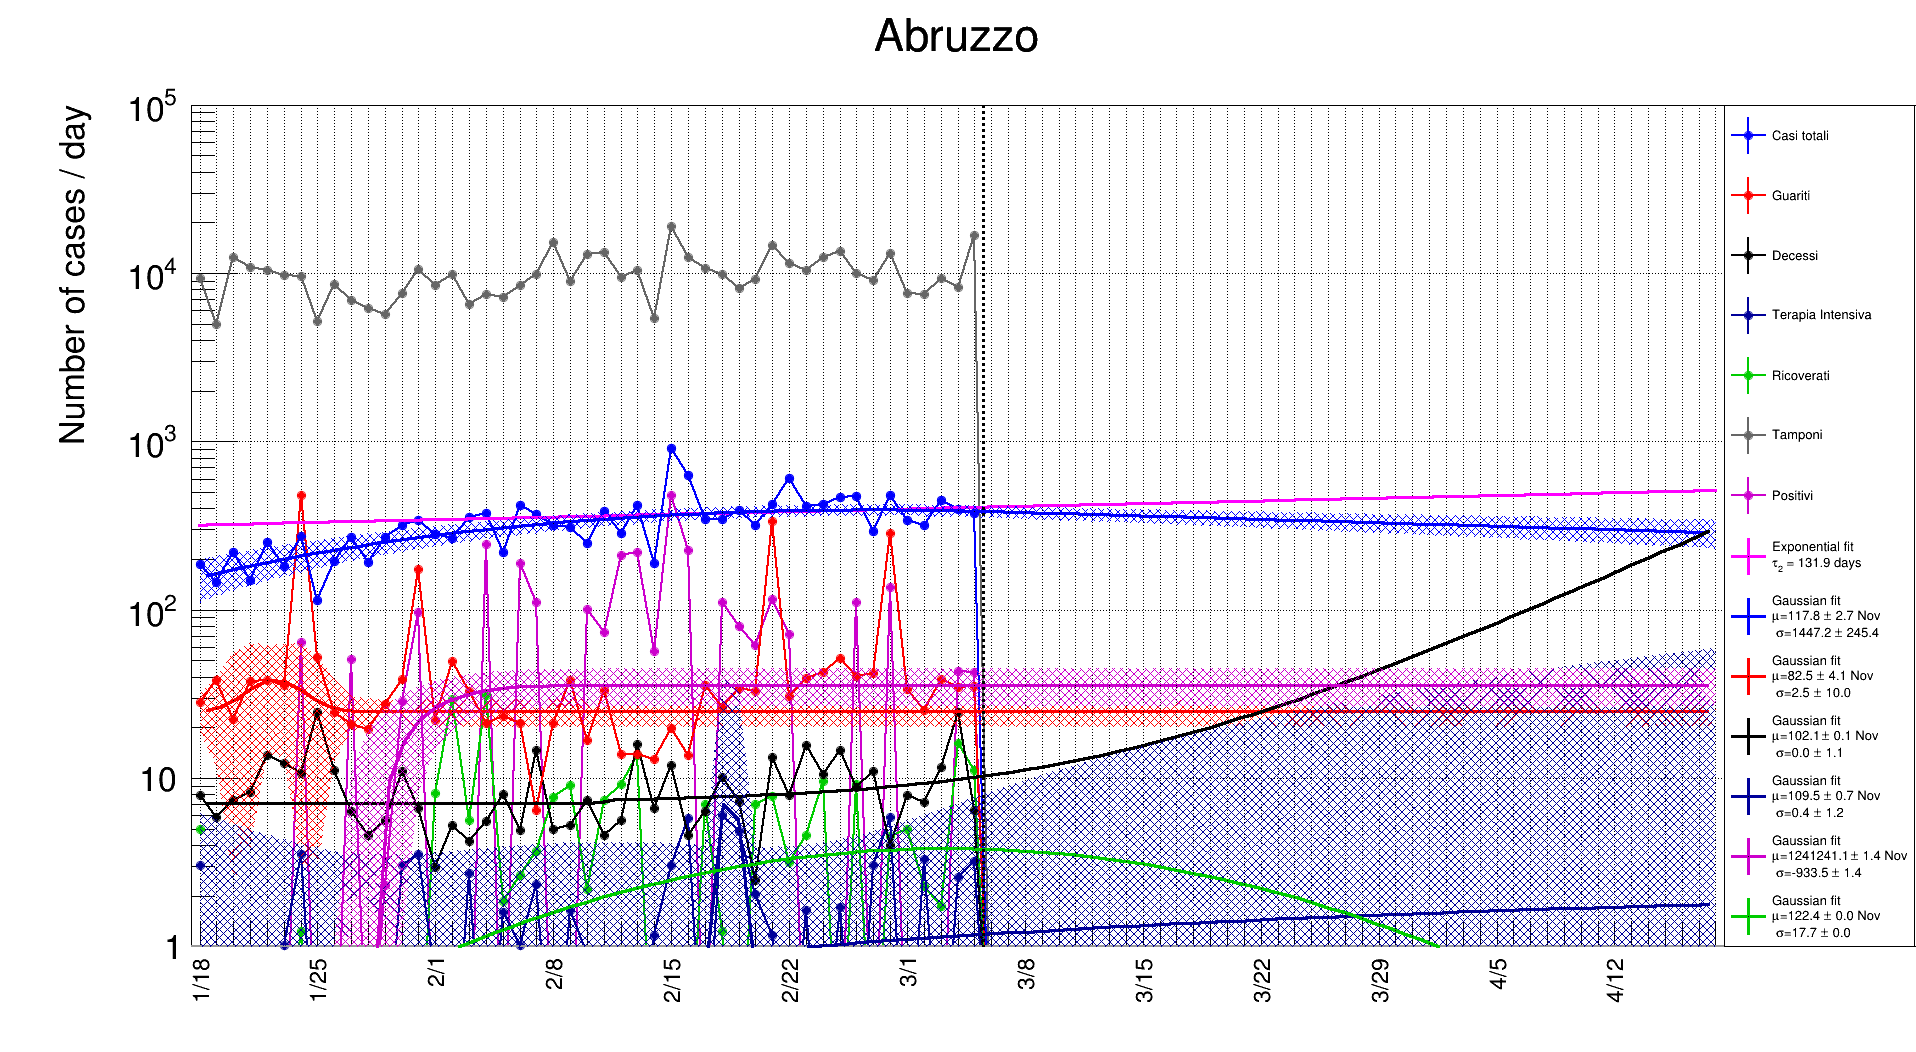 Abruzzo
Number of cases / day
10^5
10^4
10^3
10^2
10
1
1/18
1/25
2/1
2/8
2/15
2/22
3/1
3/8
3/15
3/22
3/29
4/5
4/12
Casi totali
Guariti
Decessi
Terapia Intensiva
Ricoverati
Tamponi
Positivi
Exponential fit
τ₂ = 131.9 days
Gaussian fit
μ=117.8 ± 2.7 Nov
σ=1447.2 ± 245.4
Gaussian fit
μ=82.5 ± 4.1 Nov
σ=2.5 ± 10.0
Gaussian fit
μ=102.1 ± 0.1 Nov
σ=0.0 ± 1.1
Gaussian fit
μ=109.5 ± 0.7 Nov
σ=0.4 ± 1.2
Gaussian fit
μ=1241241.1 ± 1.4 Nov
σ=-933.5 ± 1.4
Gaussian fit
μ=122.4 ± 0.0 Nov
σ=17.7 ± 0.0